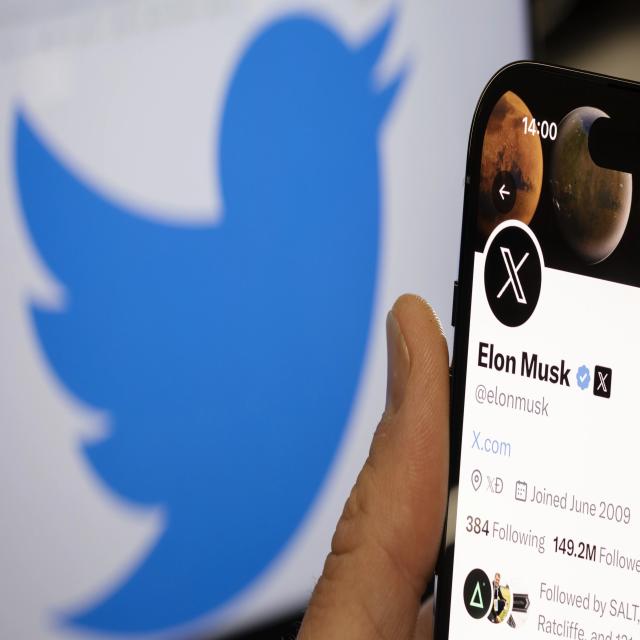 14:00
X
Elon Musk
X
@elonmusk
X.com
XÐ Joined June 2009
384 Following 149.2M Followe
Followed by SALT,
Ratcliffe, and